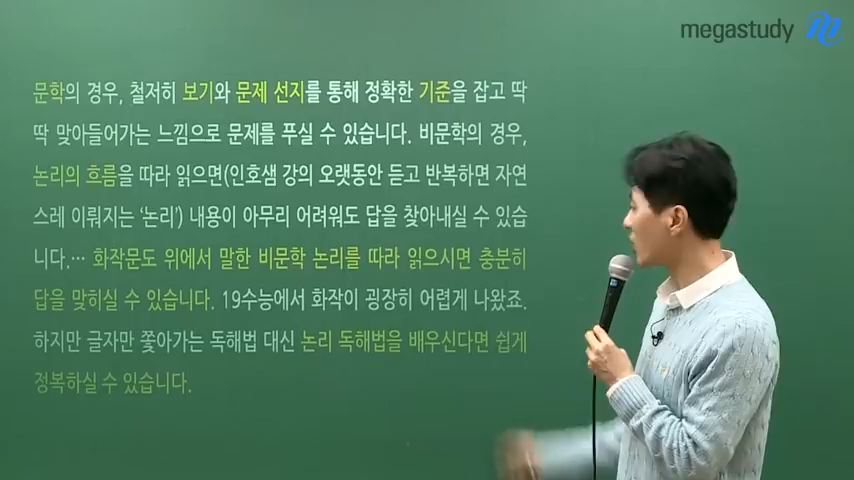 megastudy
문학의 경우, 철저히 보기와 문제 선지를 통해 정확한 기준을 잡고 딱
딱 맞아들어가는 느낌으로 문제를 푸실 수 있습니다. 비문학의 경우,
논리의 흐름을 따라 읽으면(인호샘 강의 오랫동안 듣고 반복하면 자연
스레 이뤄지는 ‘논리’) 내용이 아무리 어려워도 답을 찾아내실 수 있습
니다.… 화작문도 위에서 말한 비문학 논리를 따라 읽으시면 충분히
답을 맞히실 수 있습니다. 19수능에서 화작이 굉장히 어렵게 나왔죠.
하지만 글자만 쫓아가는 독해법 대신 논리 독해법을 배우신다면 쉽게
정복하실 수 있습니다.